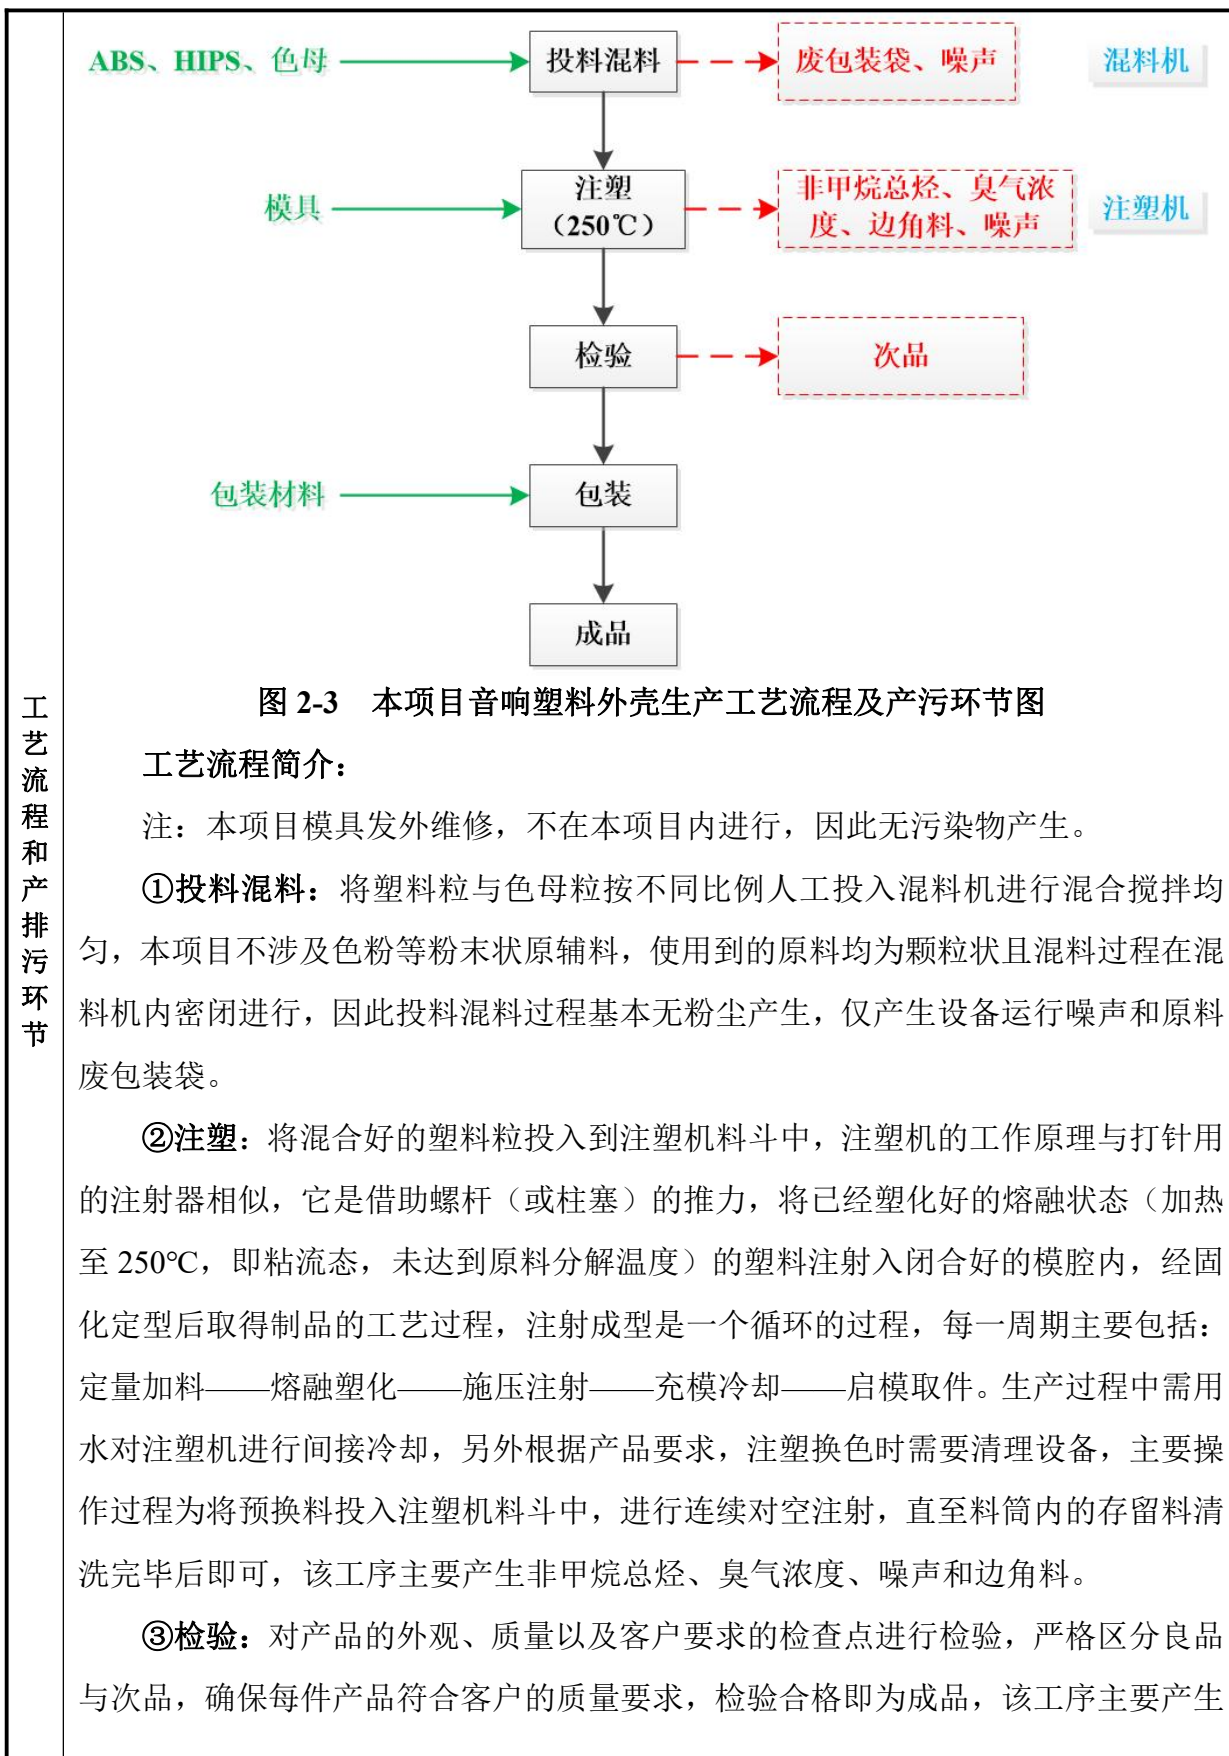 ABS、HIPS、色母
投料混料
废包装袋、噪声
混料机
模具
注塑
（250℃）
非甲烷总烃、臭气浓
度、边角料、噪声
注塑机
检验
次品
包装材料
包装
成品
图 2-3 本项目音响塑料外壳生产工艺流程及产污环节图
工艺流程和产排污环节
工艺流程简介：
注：本项目模具发外维修，不在本项目内进行，因此无污染物产生。
①投料混料：将塑料粒与色母粒按不同比例人工投入混料机进行混合搅拌均
匀，本项目不涉及色粉等粉末状原辅料，使用到的原料均为颗粒状且混料过程在混
料机内密闭进行，因此投料混料过程基本无粉尘产生，仅产生设备运行噪声和原料
废包装袋。
②注塑：将混合好的塑料粒投入到注塑机料斗中，注塑机的工作原理与打针用
的注射器相似，它是借助螺杆（或柱塞）的推力，将已经塑化好的熔融状态（加热
至 250℃，即粘流态，未达到原料分解温度）的塑料注射入闭合好的模腔内，经固
化定型后取得制品的工艺过程，注射成型是一个循环的过程，每一周期主要包括：
定量加料——熔融塑化——施压注射——充模冷却——启模取件。生产过程中需用
水对注塑机进行间接冷却，另外根据产品要求，注塑换色时需要清理设备，主要操
作过程为将预换料投入注塑机料斗中，进行连续对空注射，直至料筒内的存留料清
洗完毕后即可，该工序主要产生非甲烷总烃、臭气浓度、噪声和边角料。
③检验：对产品的外观、质量以及客户要求的检查点进行检验，严格区分良品
与次品，确保每件产品符合客户的质量要求，检验合格即为成品，该工序主要产生